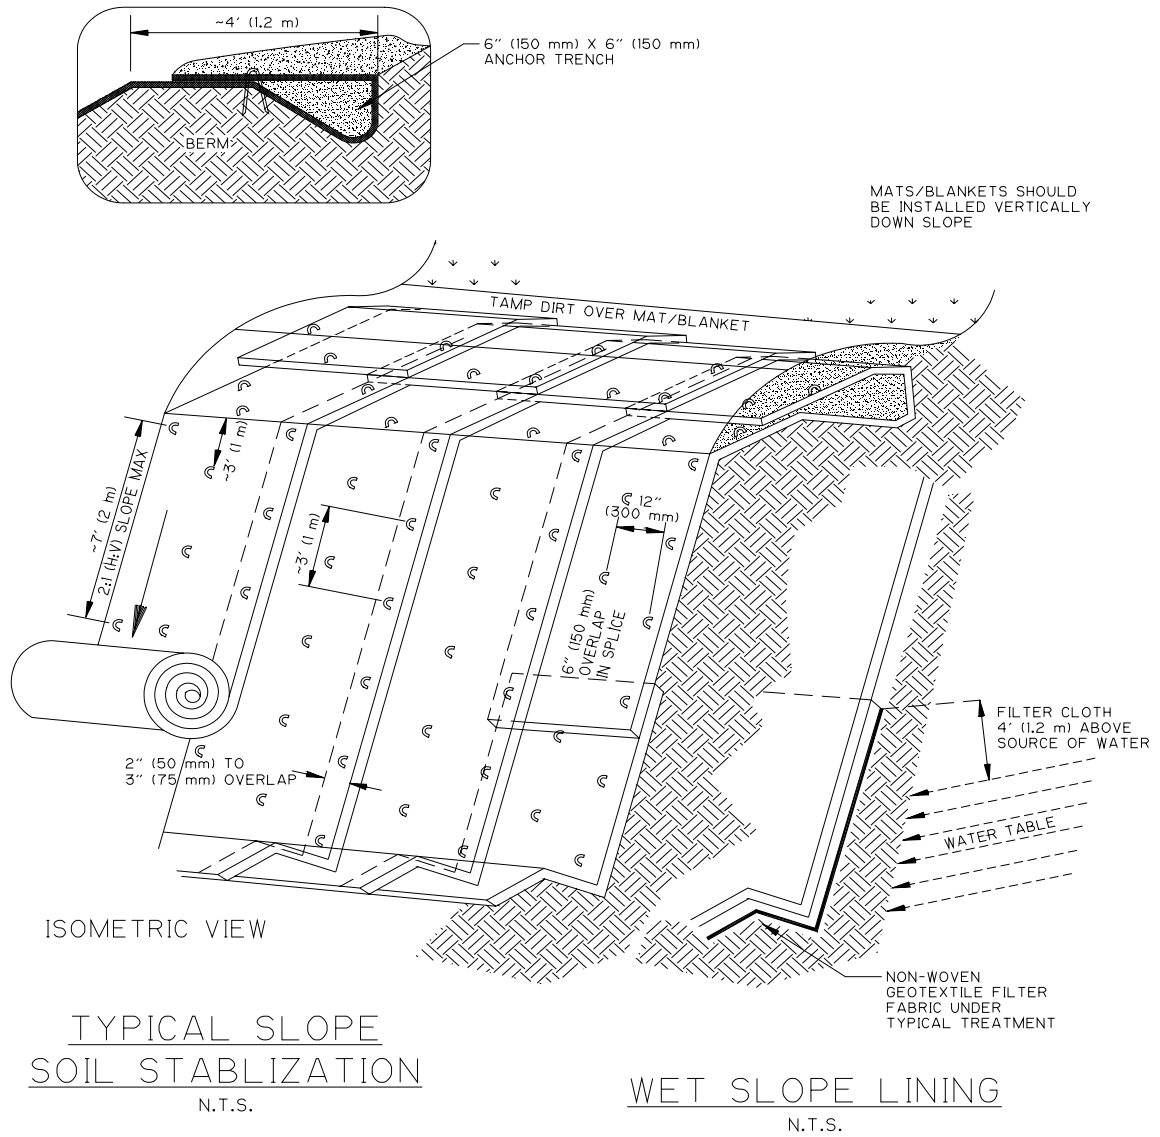 ~4' (1.2 m)
6" (150 mm) X 6" (150 mm)
ANCHOR TRENCH
BERM
MATS/BLANKETS SHOULD
BE INSTALLED VERTICALLY
DOWN SLOPE
TAMP DIRT OVER MAT/BLANKET
~3' (1 m)
~7' (2 m)
2:1 (H:V) SLOPE MAX
~3' (1 m)
12"
(300 mm)
6" (150 mm)
OVERLAP
IN SPLICE
2" (50 mm) TO
3" (75 mm) OVERLAP
FILTER CLOTH
4' (1.2 m) ABOVE
SOURCE OF WATER
WATER TABLE
ISOMETRIC VIEW
NON-WOVEN
GEOTEXTILE FILTER
FABRIC UNDER
TYPICAL TREATMENT
TYPICAL SLOPE
SOIL STABLIZATION
N.T.S.
WET SLOPE LINING
N.T.S.